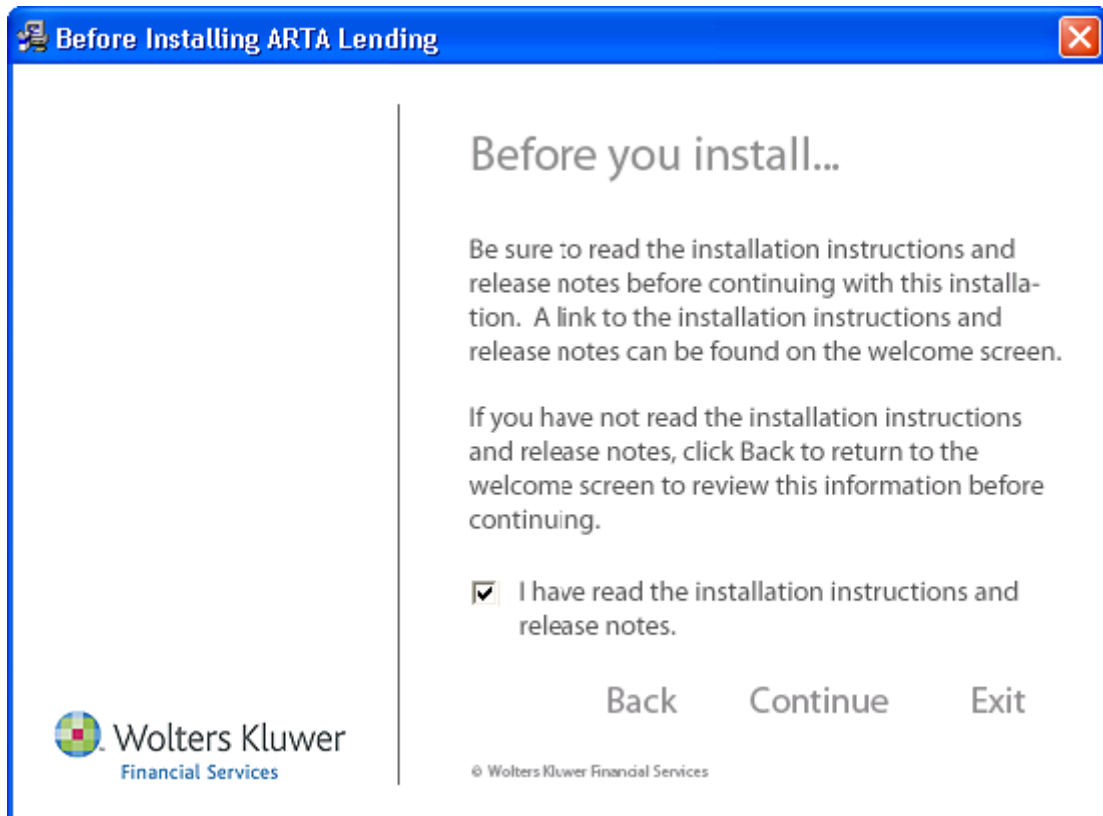 Before Installing ARTA Lending
Before you install...
Be sure to read the installation instructions and
release notes before continuing with this installa-
tion.  A link to the installation instructions and
release notes can be found on the welcome screen.
If you have not read the installation instructions
and release notes, click Back to return to the
welcome screen to review this information before
continuing.
I have read the installation instructions and
release notes.
Back Continue Exit
Wolters Kluwer
Financial Services
© Wolters Kluwer Financial Services